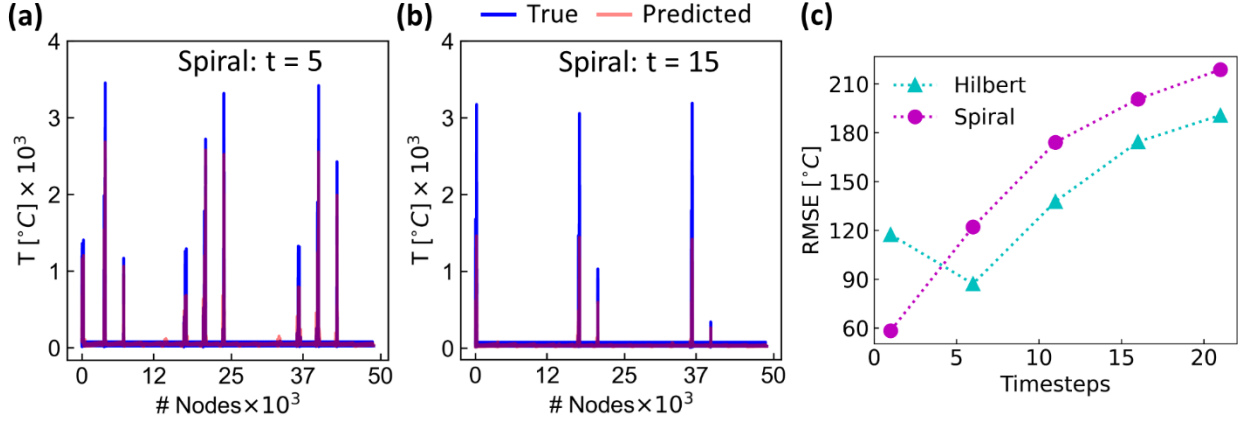 (a)
Spiral: t = 5
T [°C] × 10³
4
3
2
1
0
0 12 25 37 50
# Nodes×10³
(b)
True Predicted
Spiral: t = 15
T [°C] × 10³
4
3
2
1
0
0 12 25 37 50
# Nodes×10³
(c)
Hilbert
Spiral
RMSE [°C]
210
180
150
120
90
60
0 5 10 15 20
Timesteps